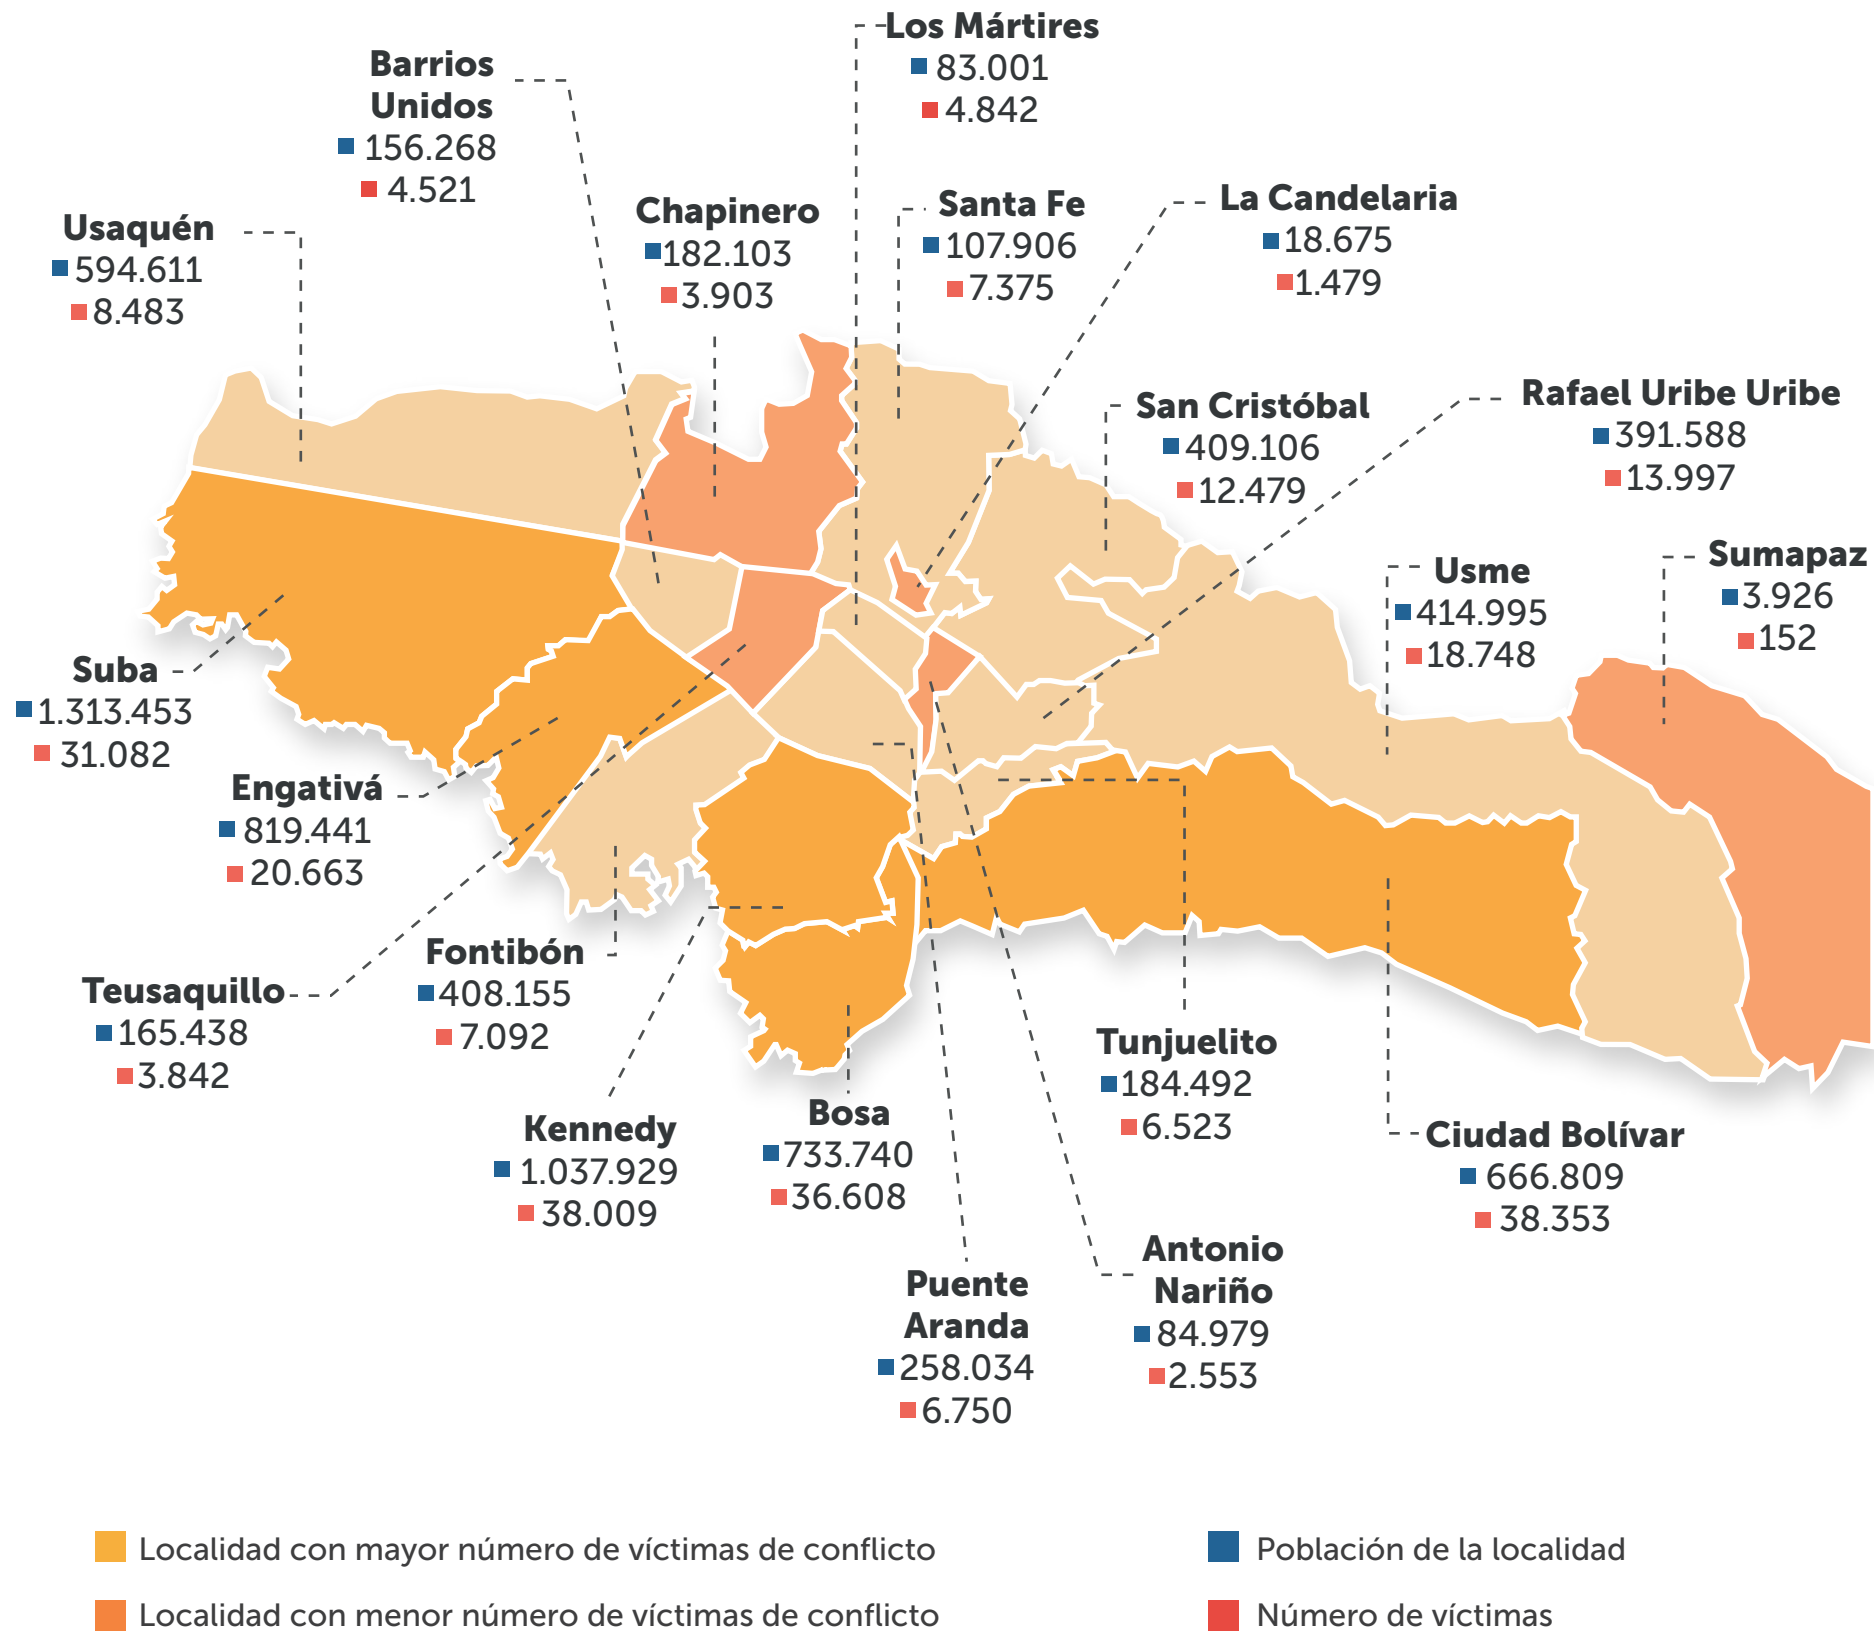 Los Mártires
83.001
4.842
Barrios
Unidos
156.268
4.521
Usaquén
594.611
8.483
Chapinero
182.103
3.903
Santa Fe
107.906
7.375
La Candelaria
18.675
1.479
San Cristóbal
409.106
12.479
Rafael Uribe Uribe
391.588
13.997
Usme
414.995
18.748
Sumapaz
3.926
152
Suba
1.313.453
31.082
Engativá
819.441
20.663
Teusaquillo
165.438
3.842
Fontibón
408.155
7.092
Kennedy
1.037.929
38.009
Bosa
733.740
36.608
Tunjuelito
184.492
6.523
Ciudad Bolívar
666.809
38.353
Puente
Aranda
258.034
6.750
Antonio
Nariño
84.979
2.553
Localidad con mayor número de víctimas de conflicto
Localidad con menor número de víctimas de conflicto
Población de la localidad
Número de víctimas